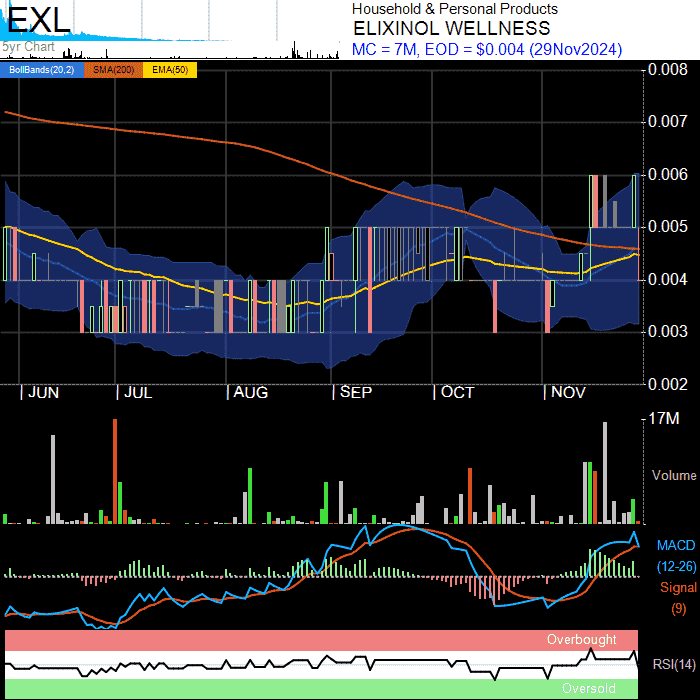 EXL
5yr Chart
Household & Personal Products
ELIXINOL WELLNESS
MC = 7M, EOD = $0.004 (29Nov2024)
BollBands(20,2) SMA(200) EMA(50)
0.008
0.007
0.006
0.005
0.004
0.003
0.002
JUN JUL AUG SEP OCT NOV
17M
Volume
MACD
(12-26)
Signal
(9)
Overbought
RSI(14)
Oversold